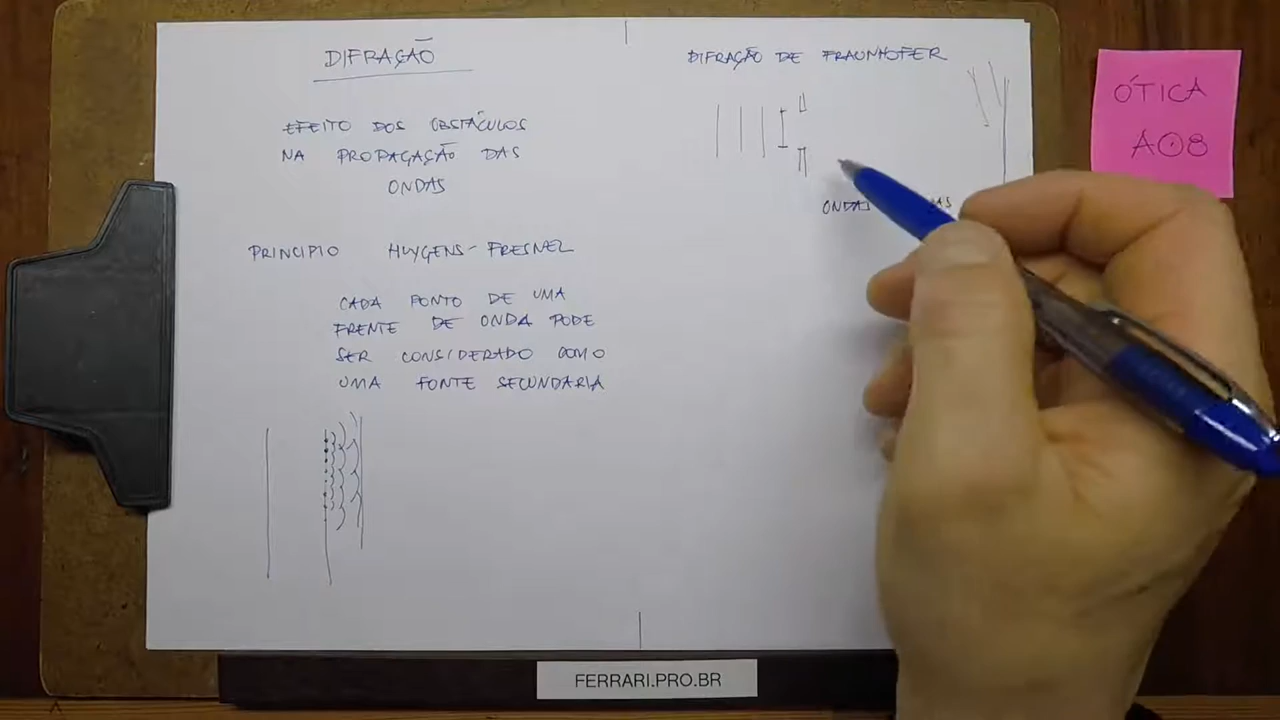 DIFRAÇÃO
EFEITO DOS OBSTÁCULOS
NA PROPAGAÇÃO DAS
ONDAS
PRINCIPIO HUYGENS-FRESNEL
CADA PONTO DE UMA
FRENTE DE ONDA PODE
SER CONSIDERADO COMO
UMA FONTE SECUNDARIA
DIFRAÇÃO DE FRAUNHOFER
ONDAS
ÓTICA
A08
FERRARI.PRO.BR